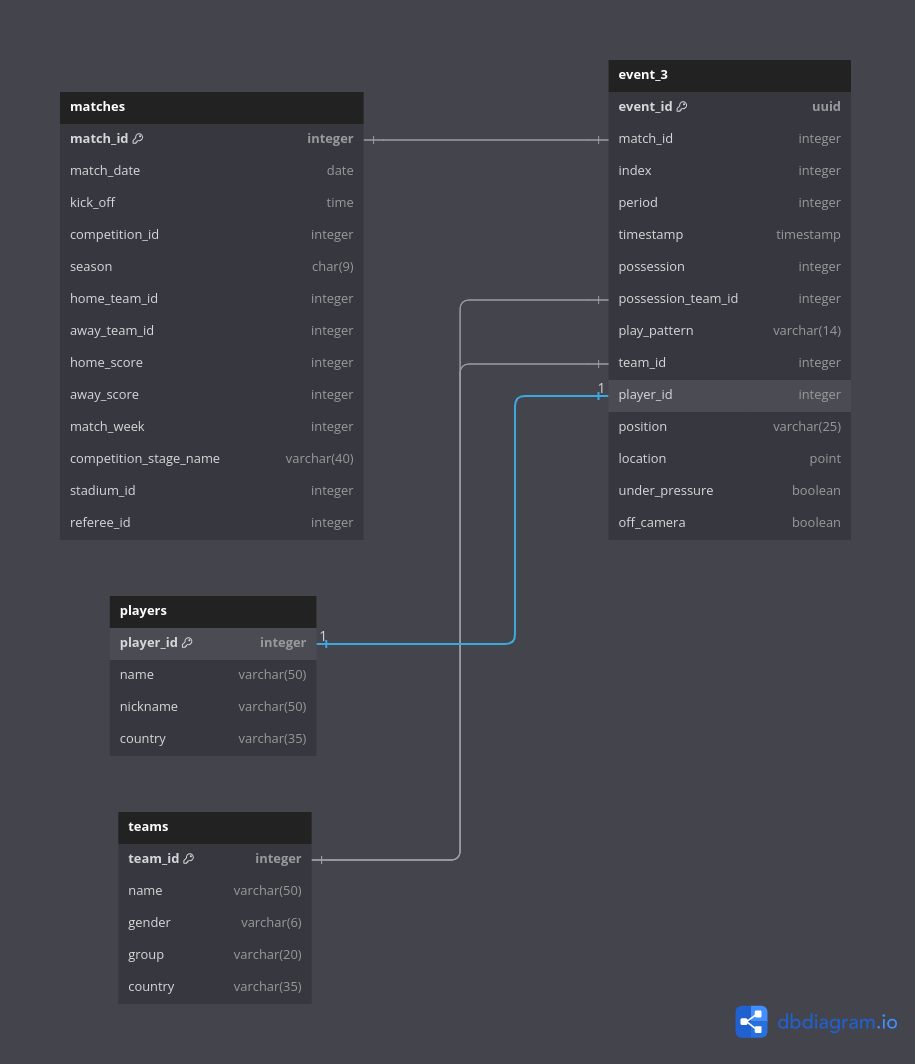 matches
match_id integer
match_date date
kick_off time
competition_id integer
season char(9)
home_team_id integer
away_team_id integer
home_score integer
away_score integer
match_week integer
competition_stage_name varchar(40)
stadium_id integer
referee_id integer
event_3
event_id uuid
match_id integer
index integer
period integer
timestamp timestamp
possession integer
possession_team_id integer
play_pattern varchar(14)
team_id integer
1
player_id integer
position varchar(25)
location point
under_pressure boolean
off_camera boolean
players
player_id integer
1
name varchar(50)
nickname varchar(50)
country varchar(35)
teams
team_id integer
name varchar(50)
gender varchar(6)
group varchar(20)
country varchar(35)
dbdiagram.io